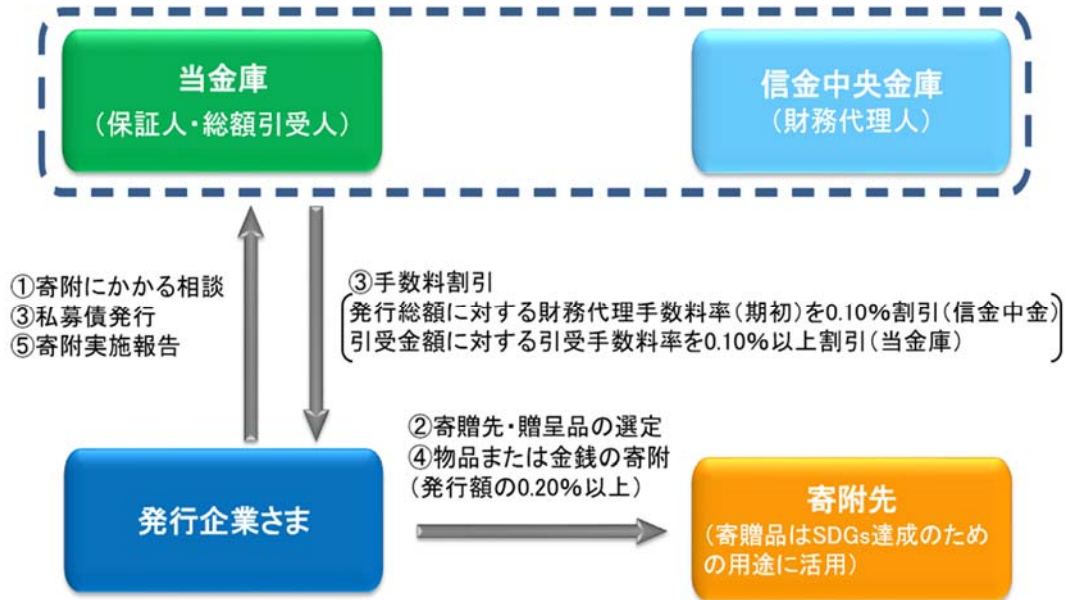 当金庫
（保証人・総額引受人）
信金中央金庫
（財務代理人）
①寄附にかかる相談
③私募債発行
⑤寄附実施報告
③手数料割引
発行総額に対する財務代理手数料率（期初）を0.10%割引（信金中金）
引受金額に対する引受手数料率を0.10%以上割引（当金庫）
②寄贈先・贈呈品の選定
④物品または金銭の寄附
（発行額の0.20%以上）
発行企業さま
寄附先
（寄贈品はSDGs達成のため
の用途に活用）